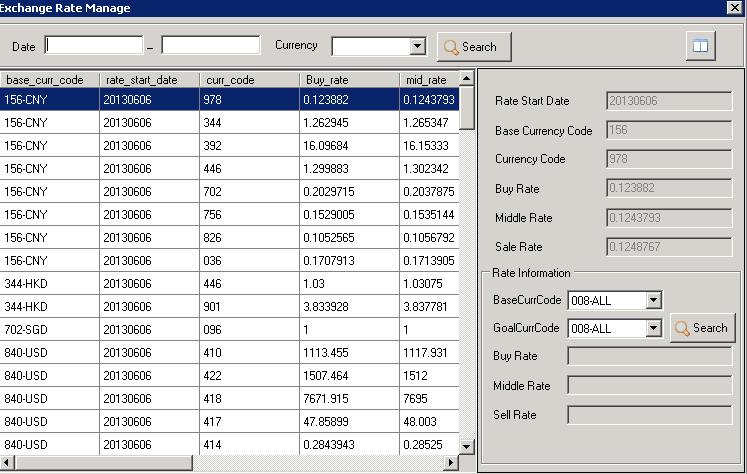 Exchange Rate Manage
Date – Currency Search
base_curr_code rate_start_date curr_code Buy_rate mid_rate
156-CNY 20130606 978 0.123882 0.1243793
156-CNY 20130606 344 1.262945 1.265347
156-CNY 20130606 392 16.09684 16.15333
156-CNY 20130606 446 1.299883 1.302342
156-CNY 20130606 702 0.2029715 0.2037875
156-CNY 20130606 756 0.1529005 0.1535144
156-CNY 20130606 826 0.1052565 0.1056792
156-CNY 20130606 036 0.1707913 0.1713905
344-HKD 20130606 446 1.03 1.03075
344-HKD 20130606 901 3.833928 3.837781
702-SGD 20130606 096 1 1
840-USD 20130606 410 1113.455 1117.931
840-USD 20130606 422 1507.464 1512
840-USD 20130606 418 7671.915 7695
840-USD 20130606 417 47.85899 48.003
840-USD 20130606 414 0.2843943 0.28525
Rate Start Date 20130606
Base Currency Code 156
Currency Code 978
Buy Rate 0.123882
Middle Rate 0.1243793
Sale Rate 0.1248767
Rate Information
BaseCurrCode 008-ALL
GoalCurrCode 008-ALL Search
Buy Rate
Middle Rate
Sell Rate